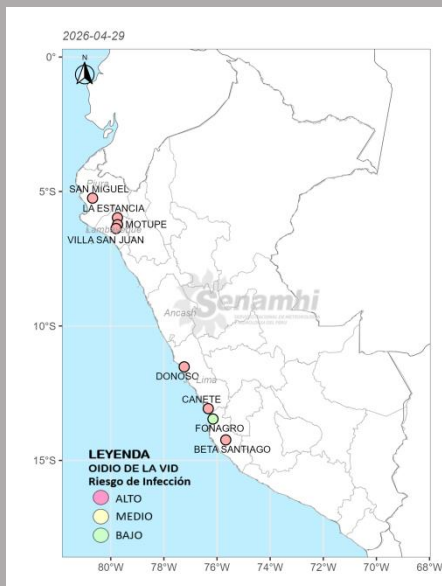 2026-04-29
N
0°
5°S
10°S
15°S
Piura
SAN MIGUEL
LA ESTANCIA
MOTUPE
Lambayeque
VILLA SAN JUAN
Senamhi
Ancash
DONOSO
Lima
CANETE
FONAGRO
BETA SANTIAGO
LEYENDA
OIDIO DE LA VID
Riesgo de Infección
ALTO
MEDIO
BAJO
80°W 78°W 76°W 74°W 72°W 70°W 68°W